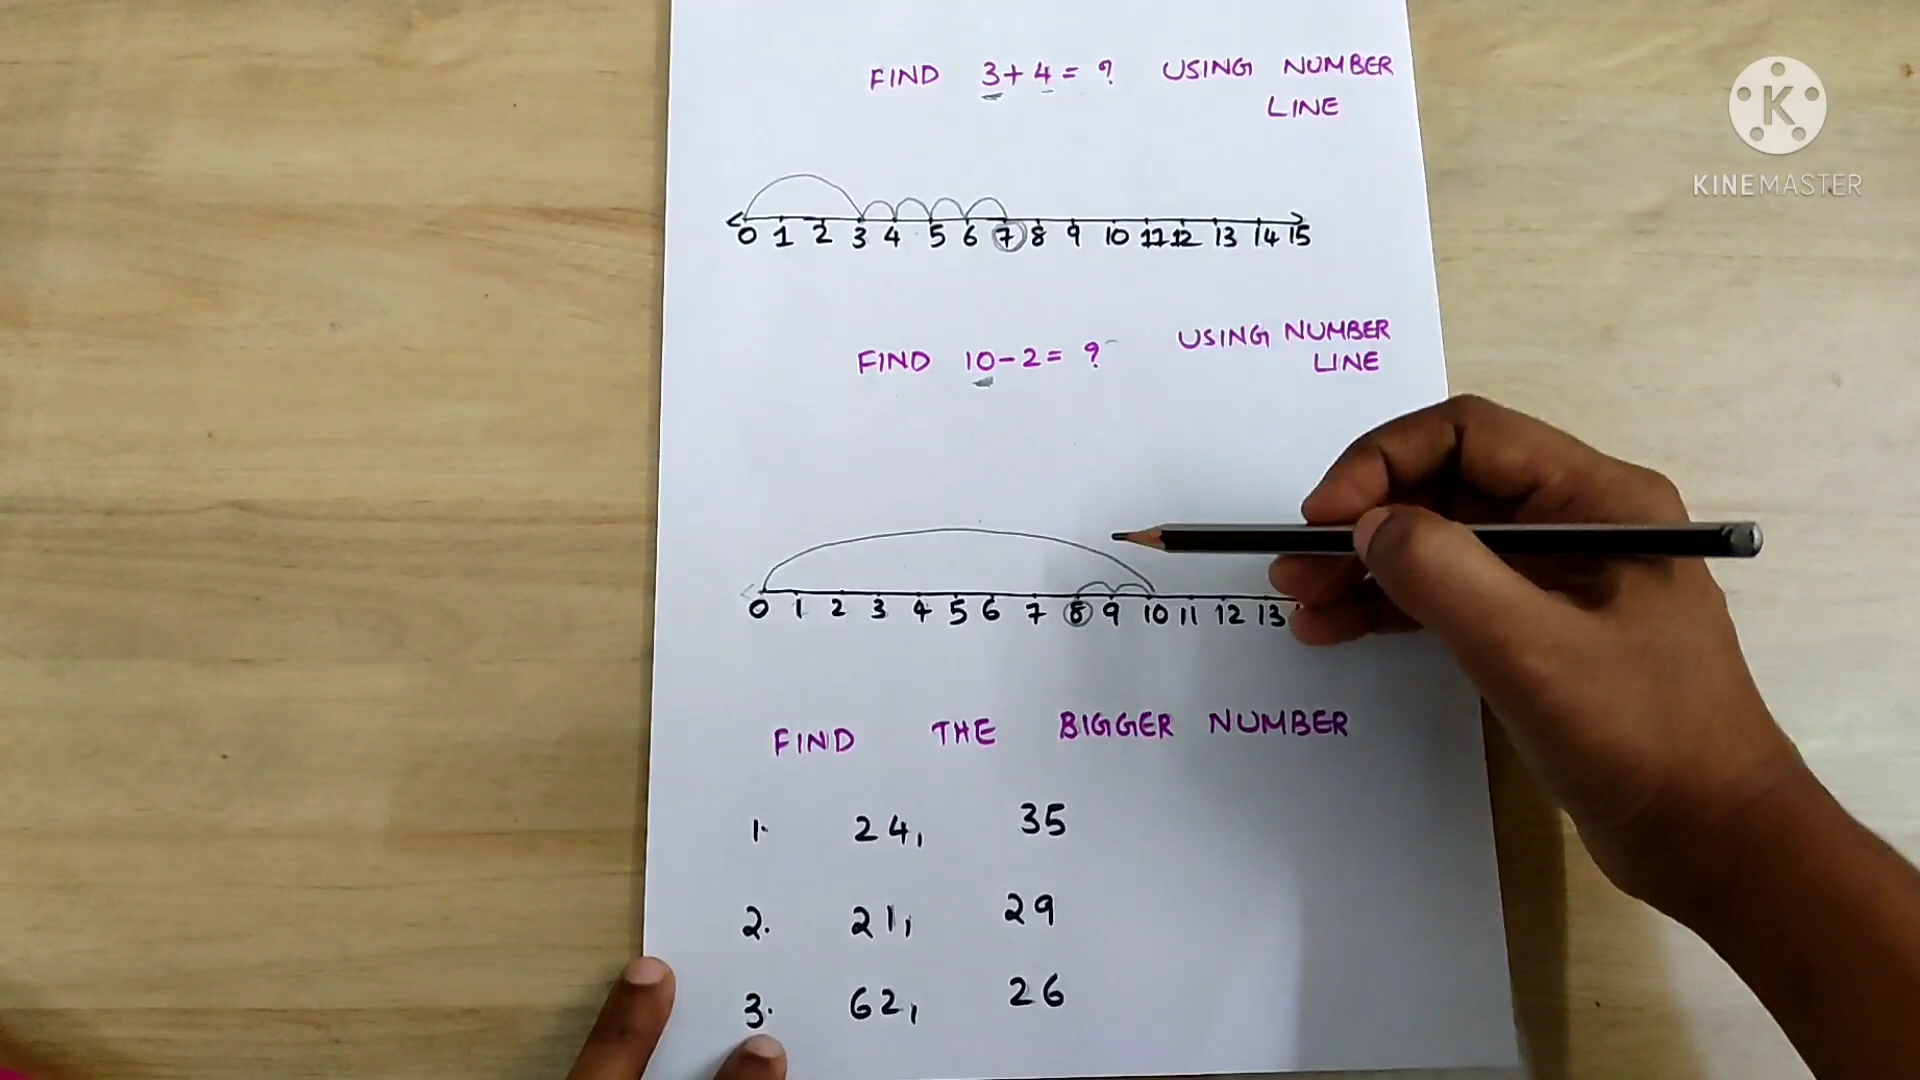 FIND 3 + 4 = ? USING NUMBER
LINE
K
KINEMASTER
0 1 2 3 4 5 6 7 8 9 10 11 12 13 14 15
FIND 10 - 2 = ? USING NUMBER
LINE
0 1 2 3 4 5 6 7 8 9 10 11 12 13
FIND THE BIGGER NUMBER
1. 24, 35
2. 21, 29
3. 62, 26